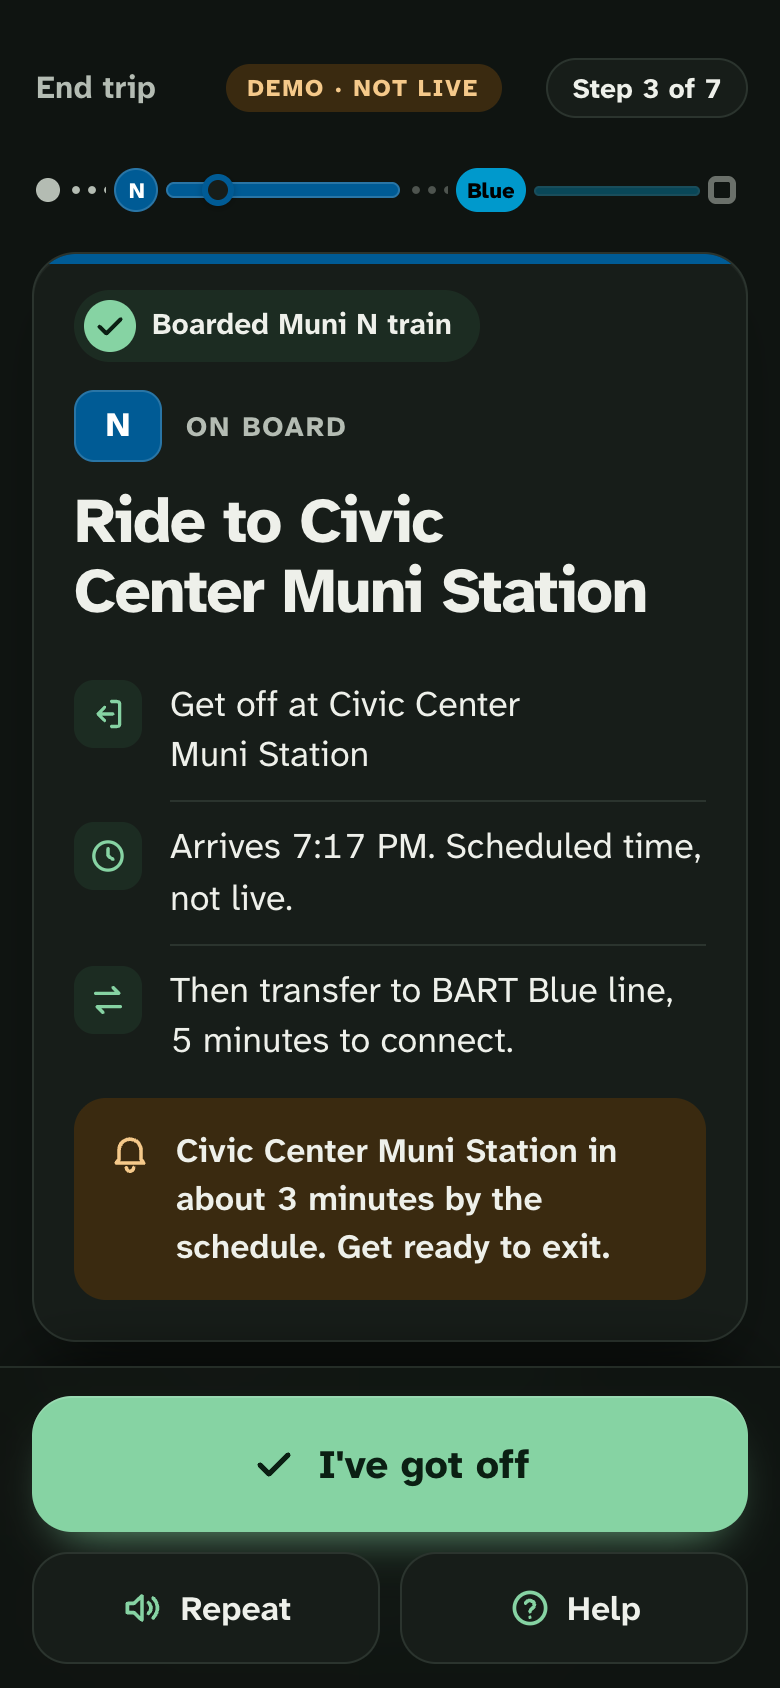 End trip
DEMO · NOT LIVE
Step 3 of 7
N
Blue
Boarded Muni N train
N
ON BOARD
Ride to Civic
Center Muni Station
Get off at Civic Center
Muni Station
Arrives 7:17 PM. Scheduled time,
not live.
Then transfer to BART Blue line,
5 minutes to connect.
Civic Center Muni Station in
about 3 minutes by the
schedule. Get ready to exit.
I've got off
Repeat
Help